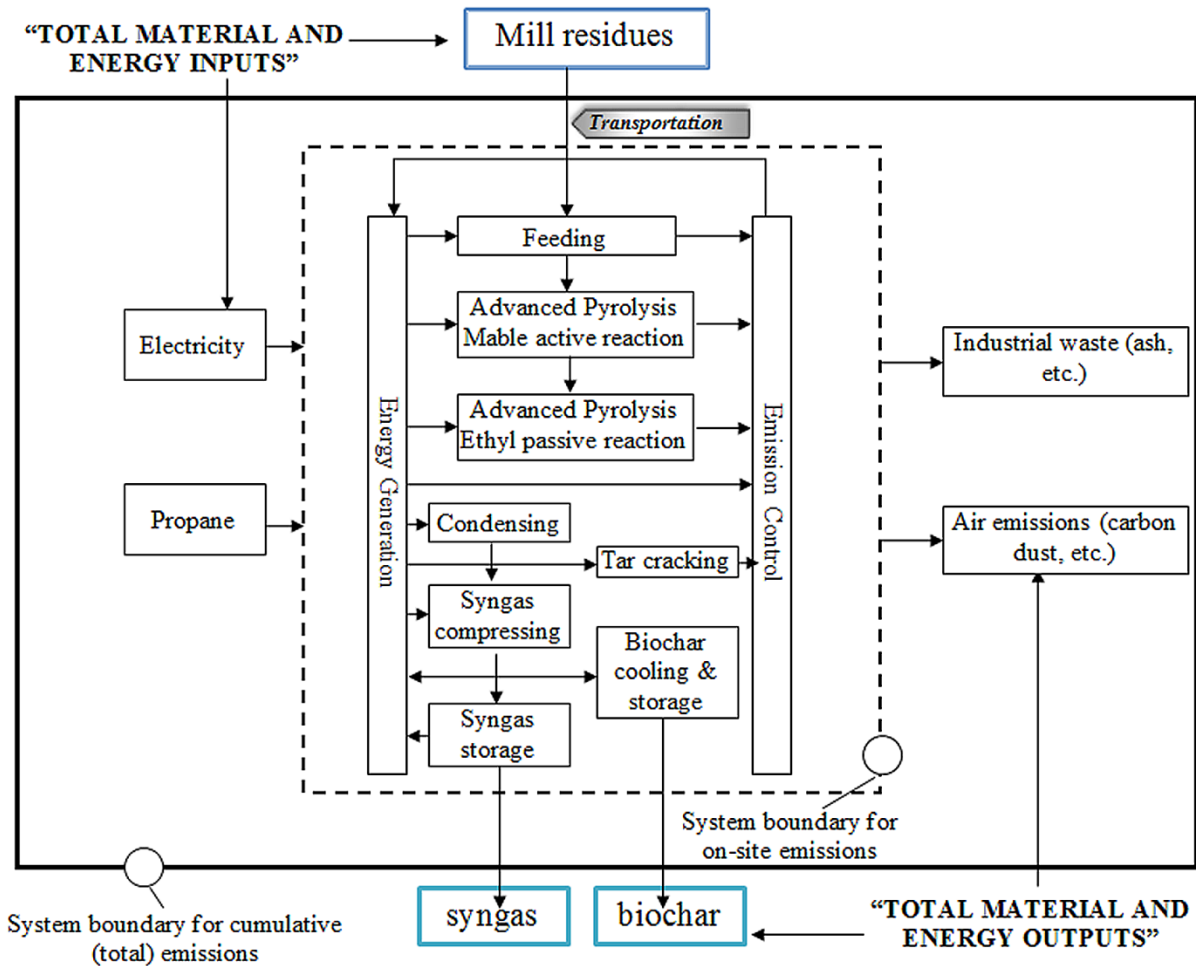 “TOTAL MATERIAL AND
ENERGY INPUTS”
Mill residues
Transportation
Feeding
Advanced Pyrolysis
Mable active reaction
Electricity
Industrial waste (ash,
etc.)
Advanced Pyrolysis
Ethyl passive reaction
Energy Generation
Emission Control
Propane
Condensing
Air emissions (carbon
dust, etc.)
Tar cracking
Syngas
compressing
Biochar
cooling &
storage
Syngas
storage
System boundary for
on-site emissions
System boundary for cumulative
(total) emissions
syngas
biochar
“TOTAL MATERIAL AND
ENERGY OUTPUTS”